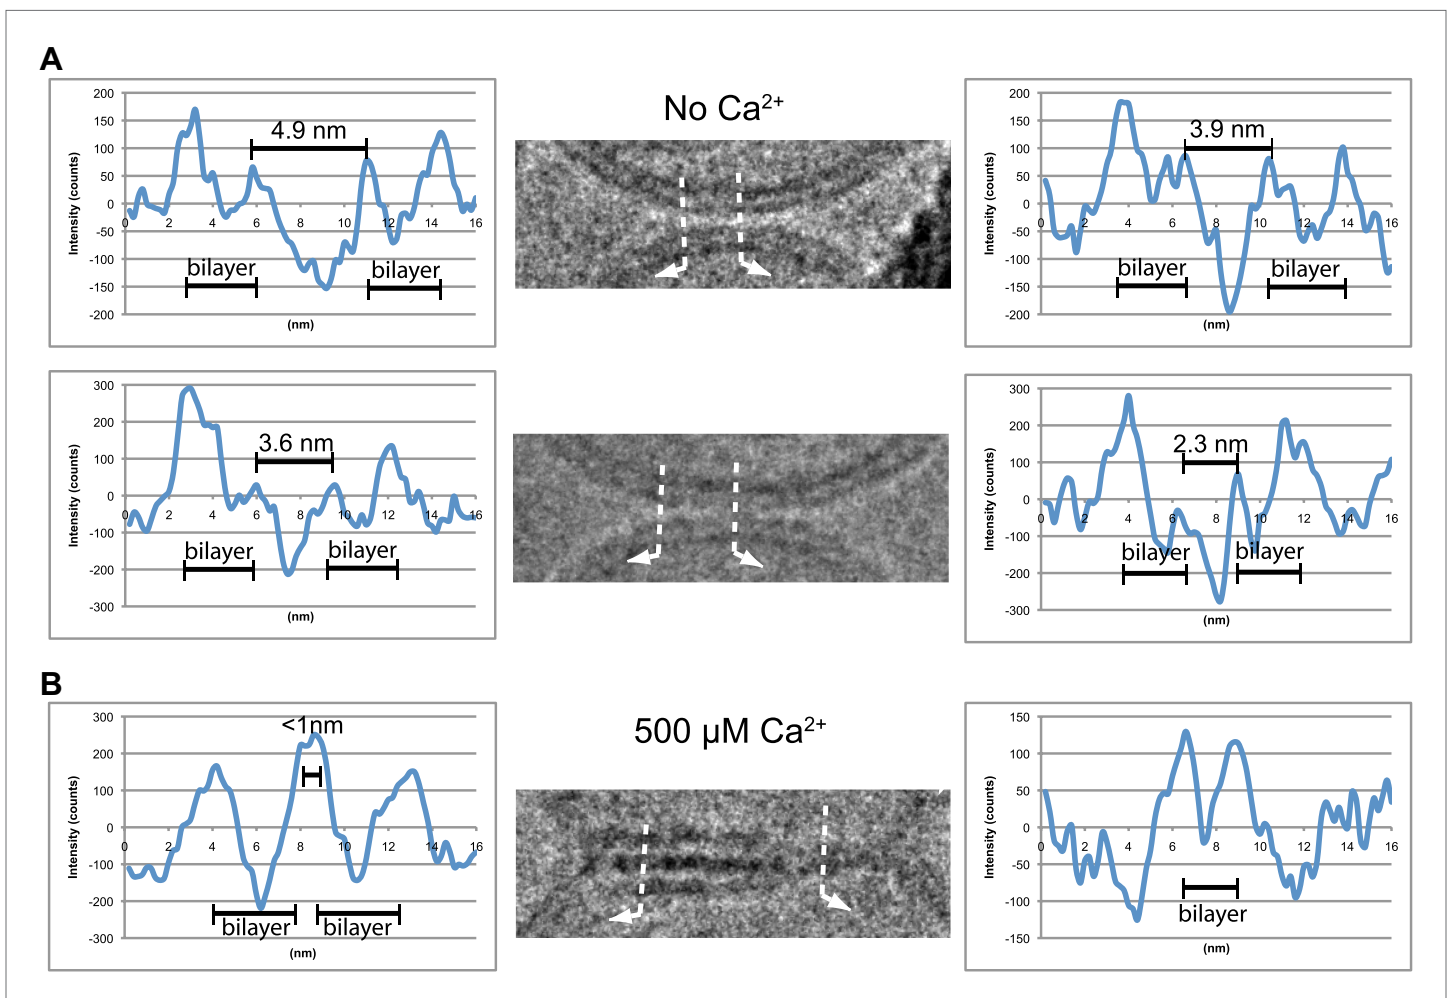 A
No Ca2+
200
150
100
50
0
-50
-100
-150
-200
Intensity (counts)
0 2 4 6 8 10 12 14 16
(nm)
4.9 nm
bilayer
bilayer
200
150
100
50
0
-50
-100
-150
-200
Intensity (counts)
0 2 4 6 8 10 12 14 16
(nm)
3.9 nm
bilayer
bilayer
300
200
100
0
-100
-200
-300
Intensity (counts)
0 2 4 6 8 10 12 14 16
(nm)
3.6 nm
bilayer
bilayer
300
200
100
0
-100
-200
-300
Intensity (counts)
0 2 4 6 8 10 12 14 16
(nm)
2.3 nm
bilayer
bilayer
B
500 µM Ca2+
300
200
100
0
-100
-200
-300
Intensity (counts)
0 2 4 6 8 10 12 14 16
(nm)
<1nm
bilayer
bilayer
150
100
50
0
-50
-100
-150
Intensity (counts)
0 2 4 6 8 10 12 14 16
(nm)
bilayer